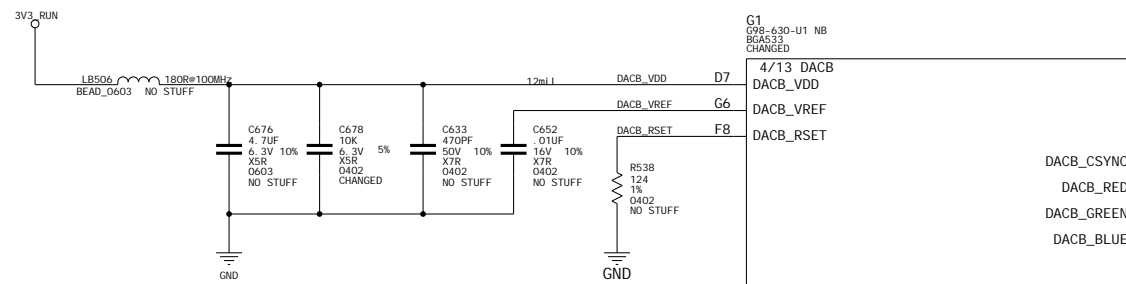 3V3_RUN
G1
G98-630-U1 NB
BGA533
CHANGED
4/13 DACB
LB506 180R@100MHz
BEAD_0603 NO STUFF
12mil DACB_VDD D7 DACB_VDD
DACB_VREF G6 DACB_VREF
DACB_RSET F8 DACB_RSET
C676
4.7UF
6.3V 10%
X5R
0603
NO STUFF
C678
10K
6.3V 5%
X5R
0402
CHANGED
C633
470PF
50V 10%
X7R
0402
NO STUFF
C652
.01UF
16V 10%
X7R
0402
NO STUFF
R538
124
1%
0402
NO STUFF
DACB_CSYNC
DACB_RED
DACB_GREEN
DACB_BLUE
GND
GND